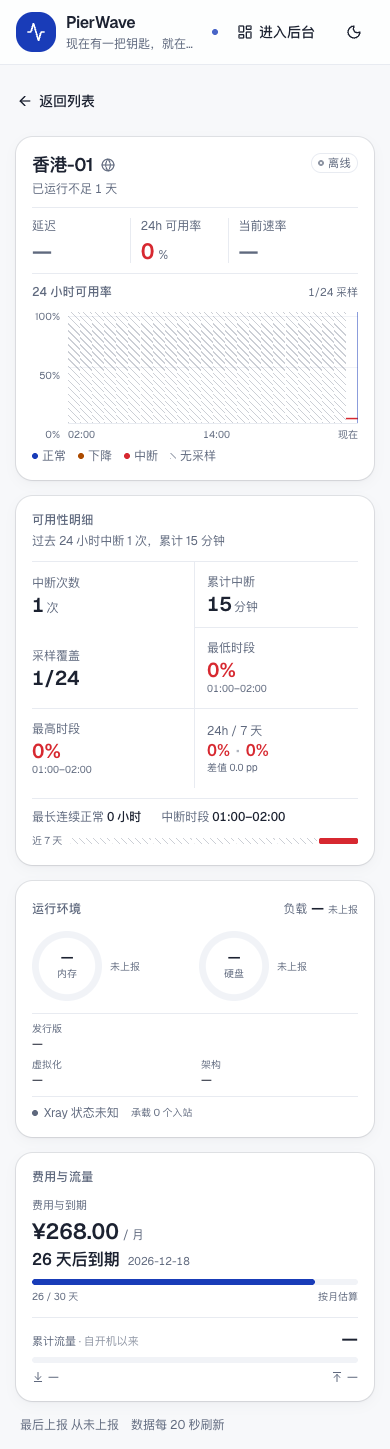 PierWave
现在有一把钥匙，就在…
进入后台
返回列表
香港-01
离线
已运行不足 1 天
延迟
24h 可用率
当前速率
—
0 %
—
24 小时可用率
1/24 采样
100%
50%
0%
02:00
14:00
现在
正常
下降
中断
无采样
可用性明细
过去 24 小时中断 1 次，累计 15 分钟
中断次数
1 次
累计中断
15 分钟
采样覆盖
1/24
最低时段
0%
01:00–02:00
最高时段
0%
01:00–02:00
24h / 7 天
0% · 0%
差值 0.0 pp
最长连续正常 0 小时
中断时段 01:00–02:00
近 7 天
运行环境
负载 — 未上报
—
内存
未上报
—
硬盘
未上报
发行版
—
虚拟化
—
架构
—
Xray 状态未知
承载 0 个入站
费用与流量
费用与到期
¥268.00 / 月
26 天后到期 2026-12-18
26 / 30 天
按月估算
累计流量 · 自开机以来
—
—
—
最后上报 从未上报
数据每 20 秒刷新